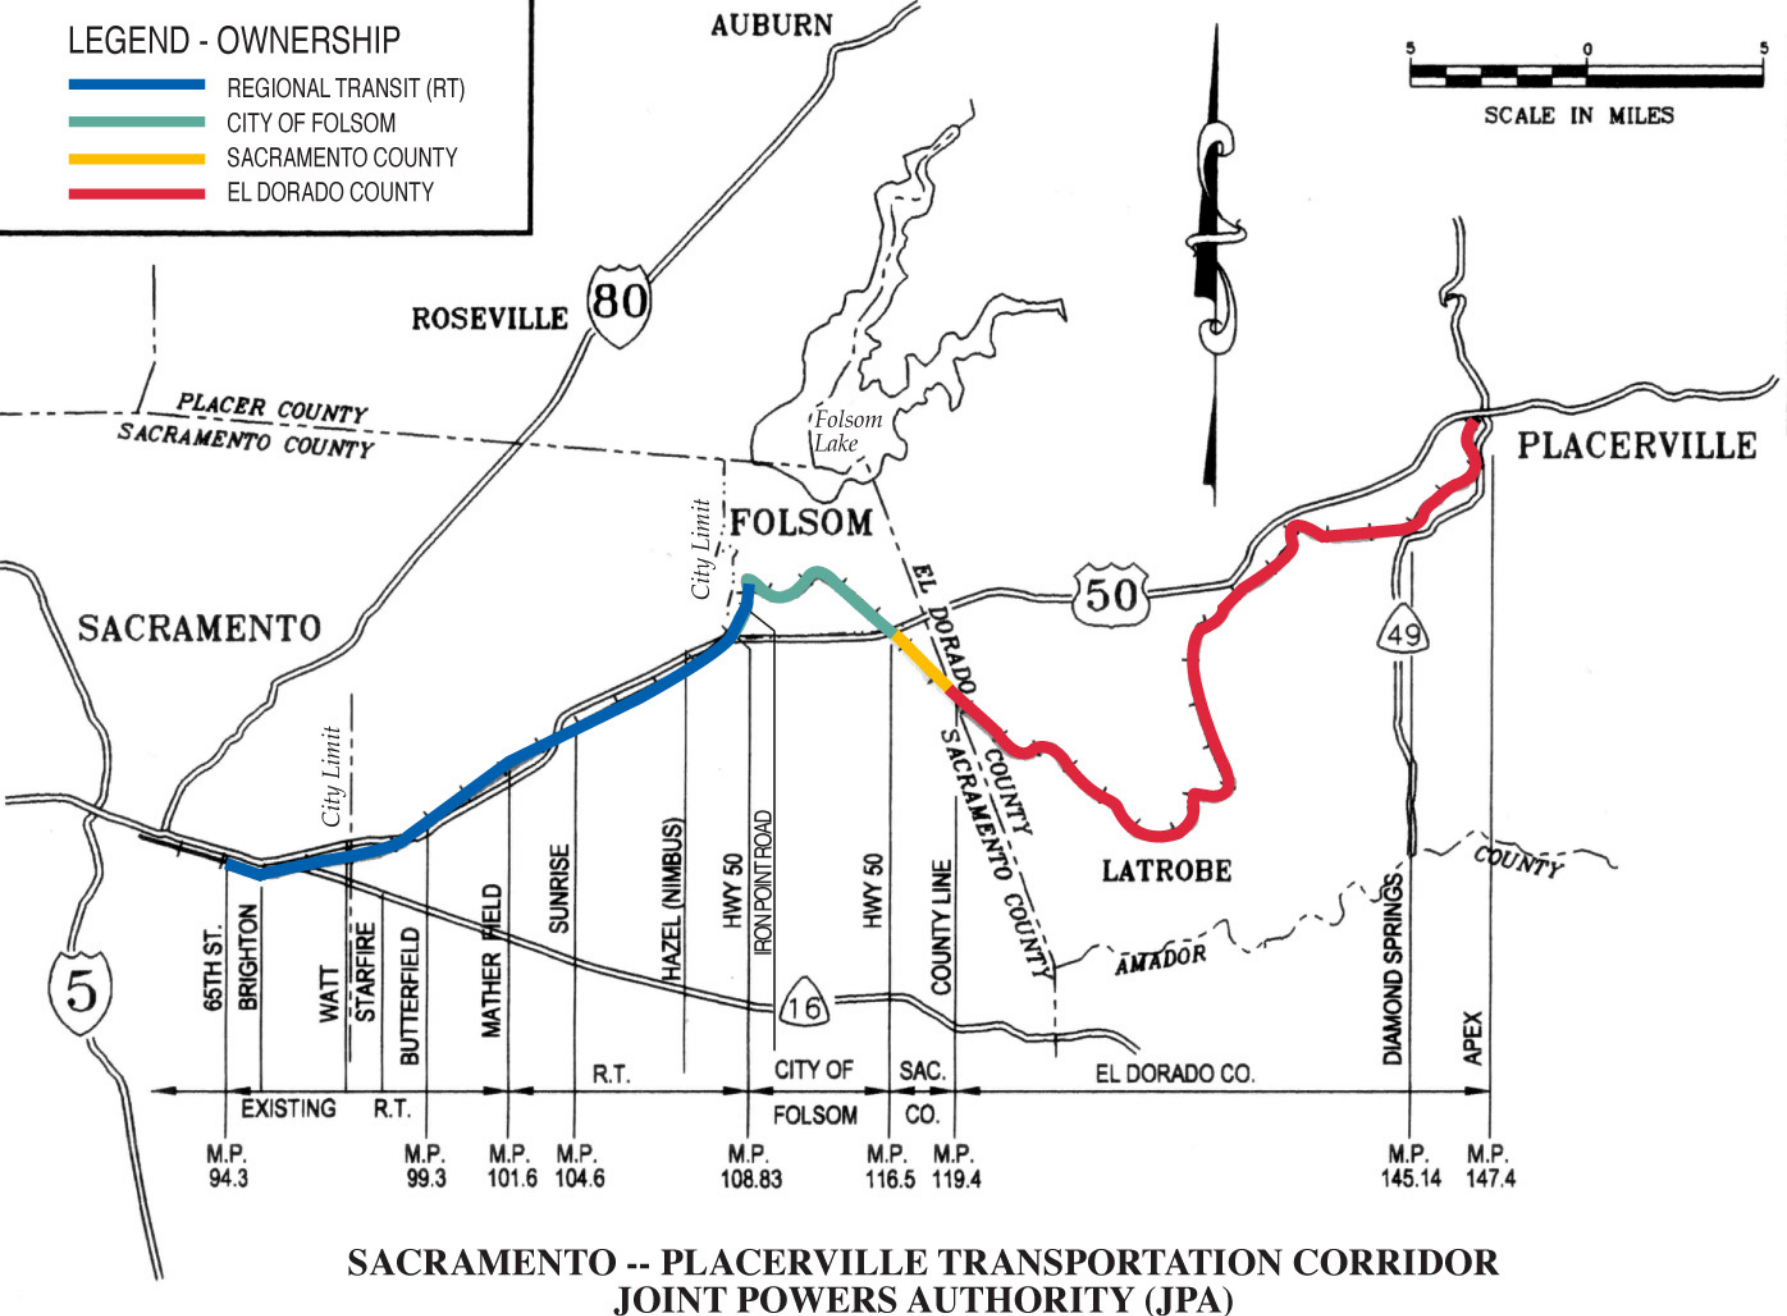 LEGEND - OWNERSHIP
REGIONAL TRANSIT (RT)
CITY OF FOLSOM
SACRAMENTO COUNTY
EL DORADO COUNTY
AUBURN
5 0 5
SCALE IN MILES
ROSEVILLE
80
PLACER COUNTY
SACRAMENTO COUNTY
Folsom
Lake
PLACERVILLE
City Limit
FOLSOM
EL DORADO COUNTY
SACRAMENTO COUNTY
50
49
SACRAMENTO
City Limit
LATROBE
AMADOR COUNTY
5
16
65TH ST.
BRIGHTON
WATT
STARFIRE
BUTTERFIELD
MATHER FIELD
SUNRISE
HAZEL (NIMBUS)
HWY 50
IRON POINT ROAD
HWY 50
COUNTY LINE
DIAMOND SPRINGS
APEX
EXISTING R.T.
R.T.
CITY OF
FOLSOM
SAC.
CO.
EL DORADO CO.
M.P.
94.3
M.P.
99.3
M.P.
101.6
M.P.
104.6
M.P.
108.83
M.P.
116.5
M.P.
119.4
M.P.
145.14
M.P.
147.4
SACRAMENTO -- PLACERVILLE TRANSPORTATION CORRIDOR
JOINT POWERS AUTHORITY (JPA)